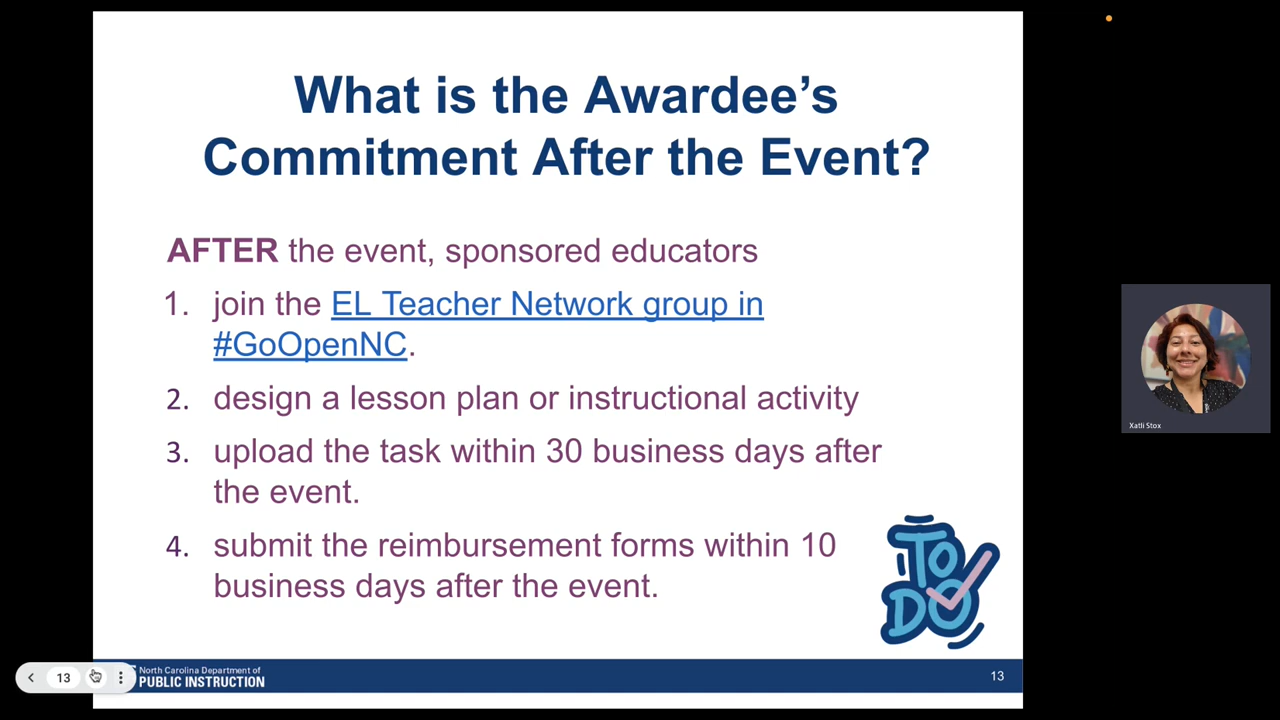 What is the Awardee’s
Commitment After the Event?
AFTER the event, sponsored educators
1. join the EL Teacher Network group in
#GoOpenNC.
2. design a lesson plan or instructional activity
3. upload the task within 30 business days after
the event.
4. submit the reimbursement forms within 10
business days after the event.
TO
DO
Xatli Stox
13
North Carolina Department of
PUBLIC INSTRUCTION
13